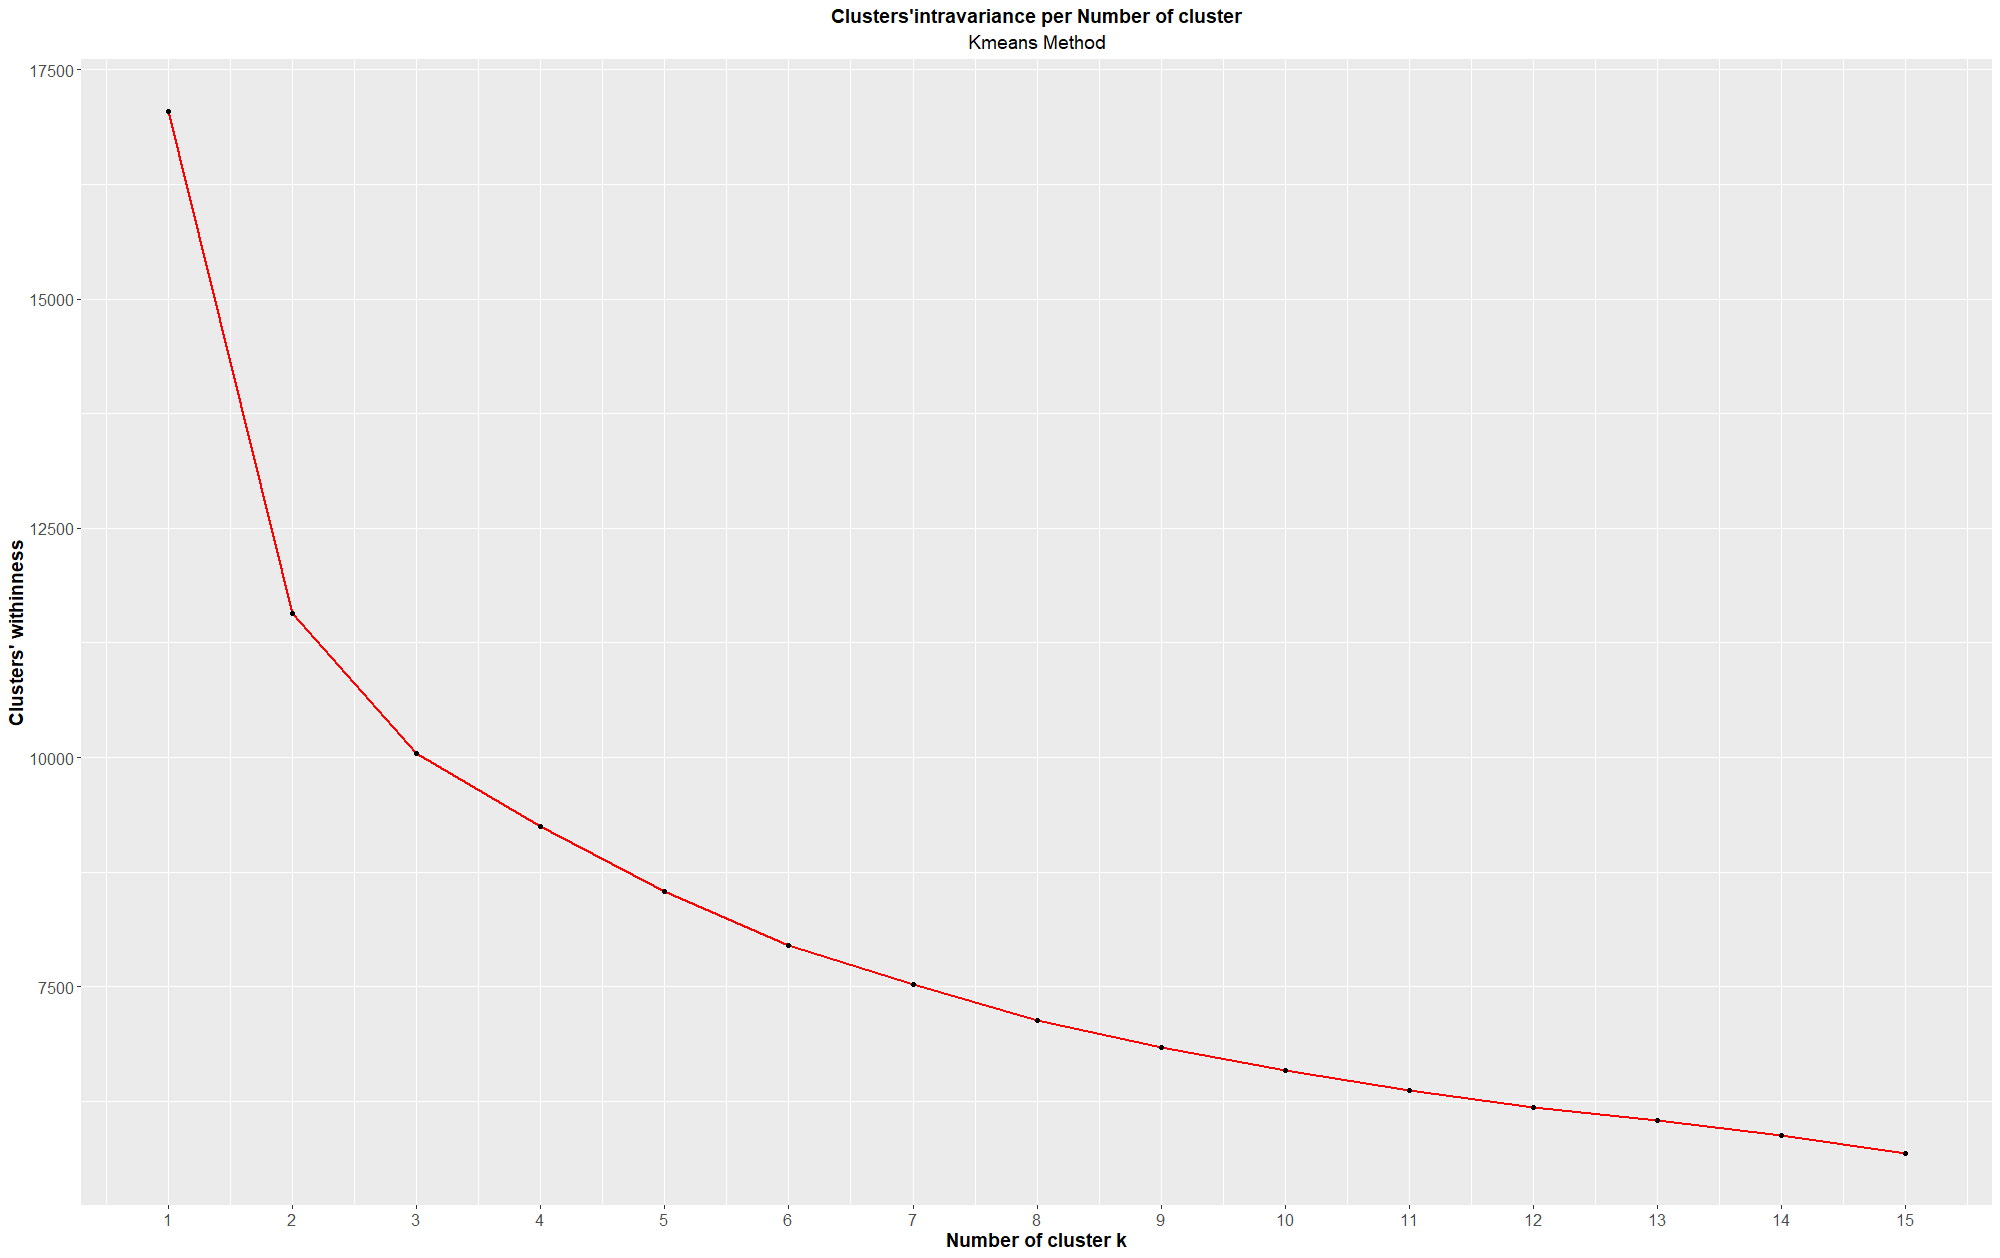 Clusters'intravariance per Number of cluster
Kmeans Method
17500
15000
12500
10000
7500
Clusters' withinness
1 2 3 4 5 6 7 8 9 10 11 12 13 14 15
Number of cluster k